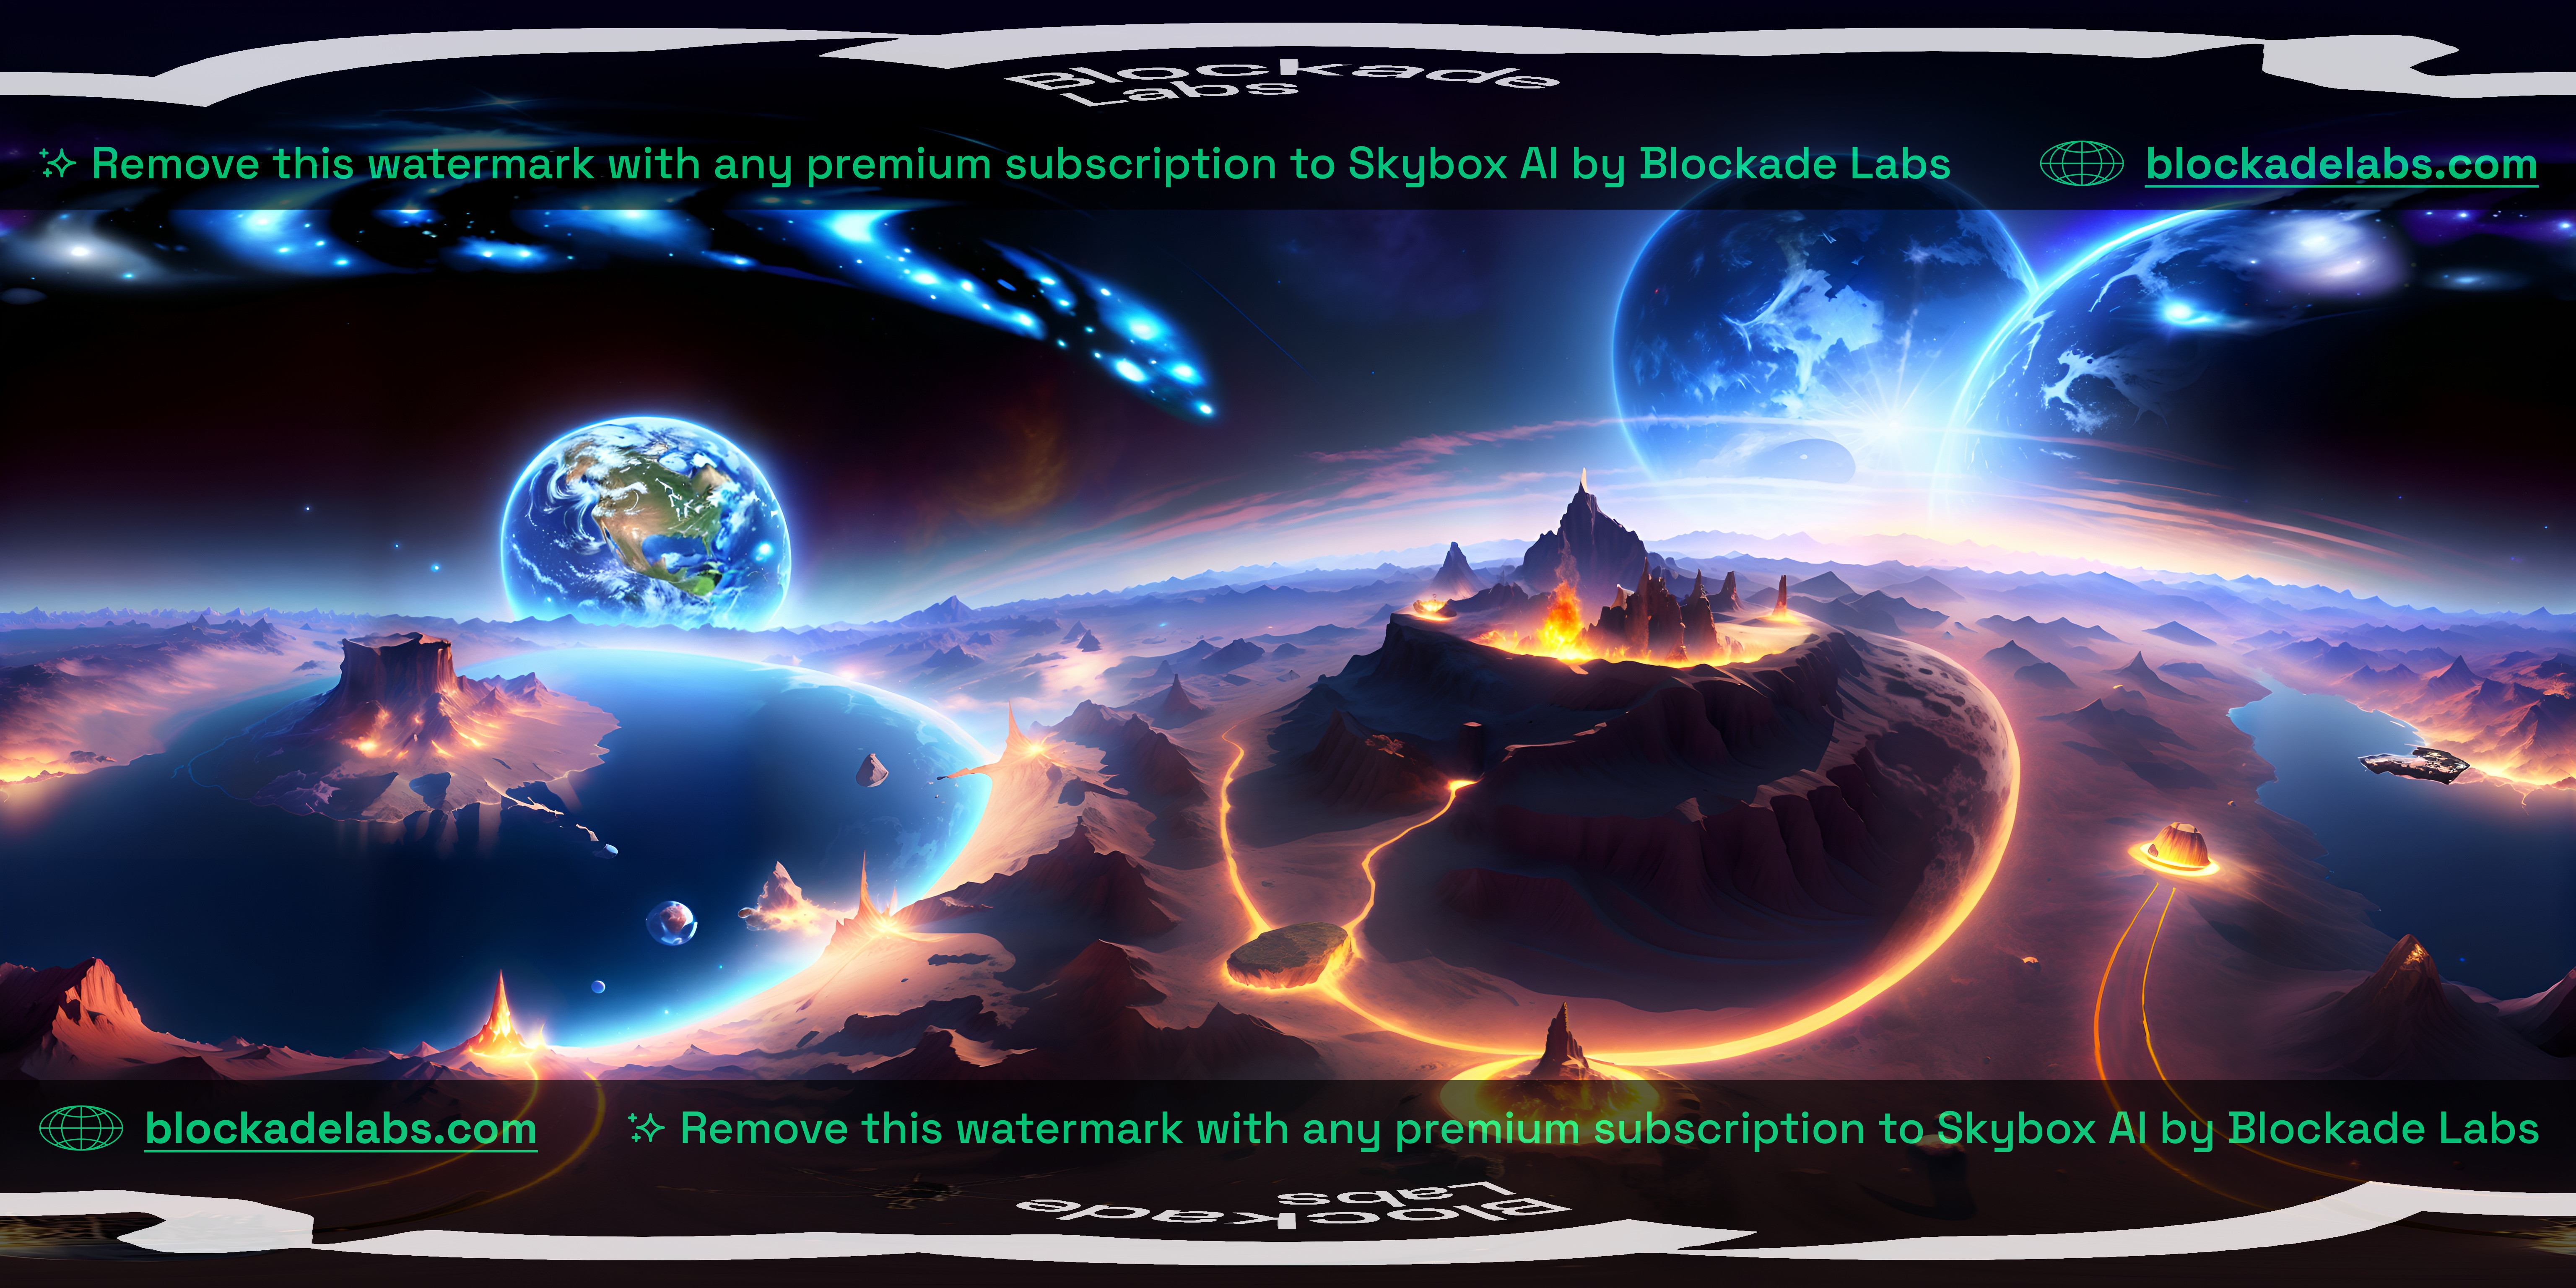 Blockade
Labs
Remove this watermark with any premium subscription to Skybox AI by Blockade Labs
blockadelabs.com
blockadelabs.com
Remove this watermark with any premium subscription to Skybox AI by Blockade Labs
Labs
Blockade